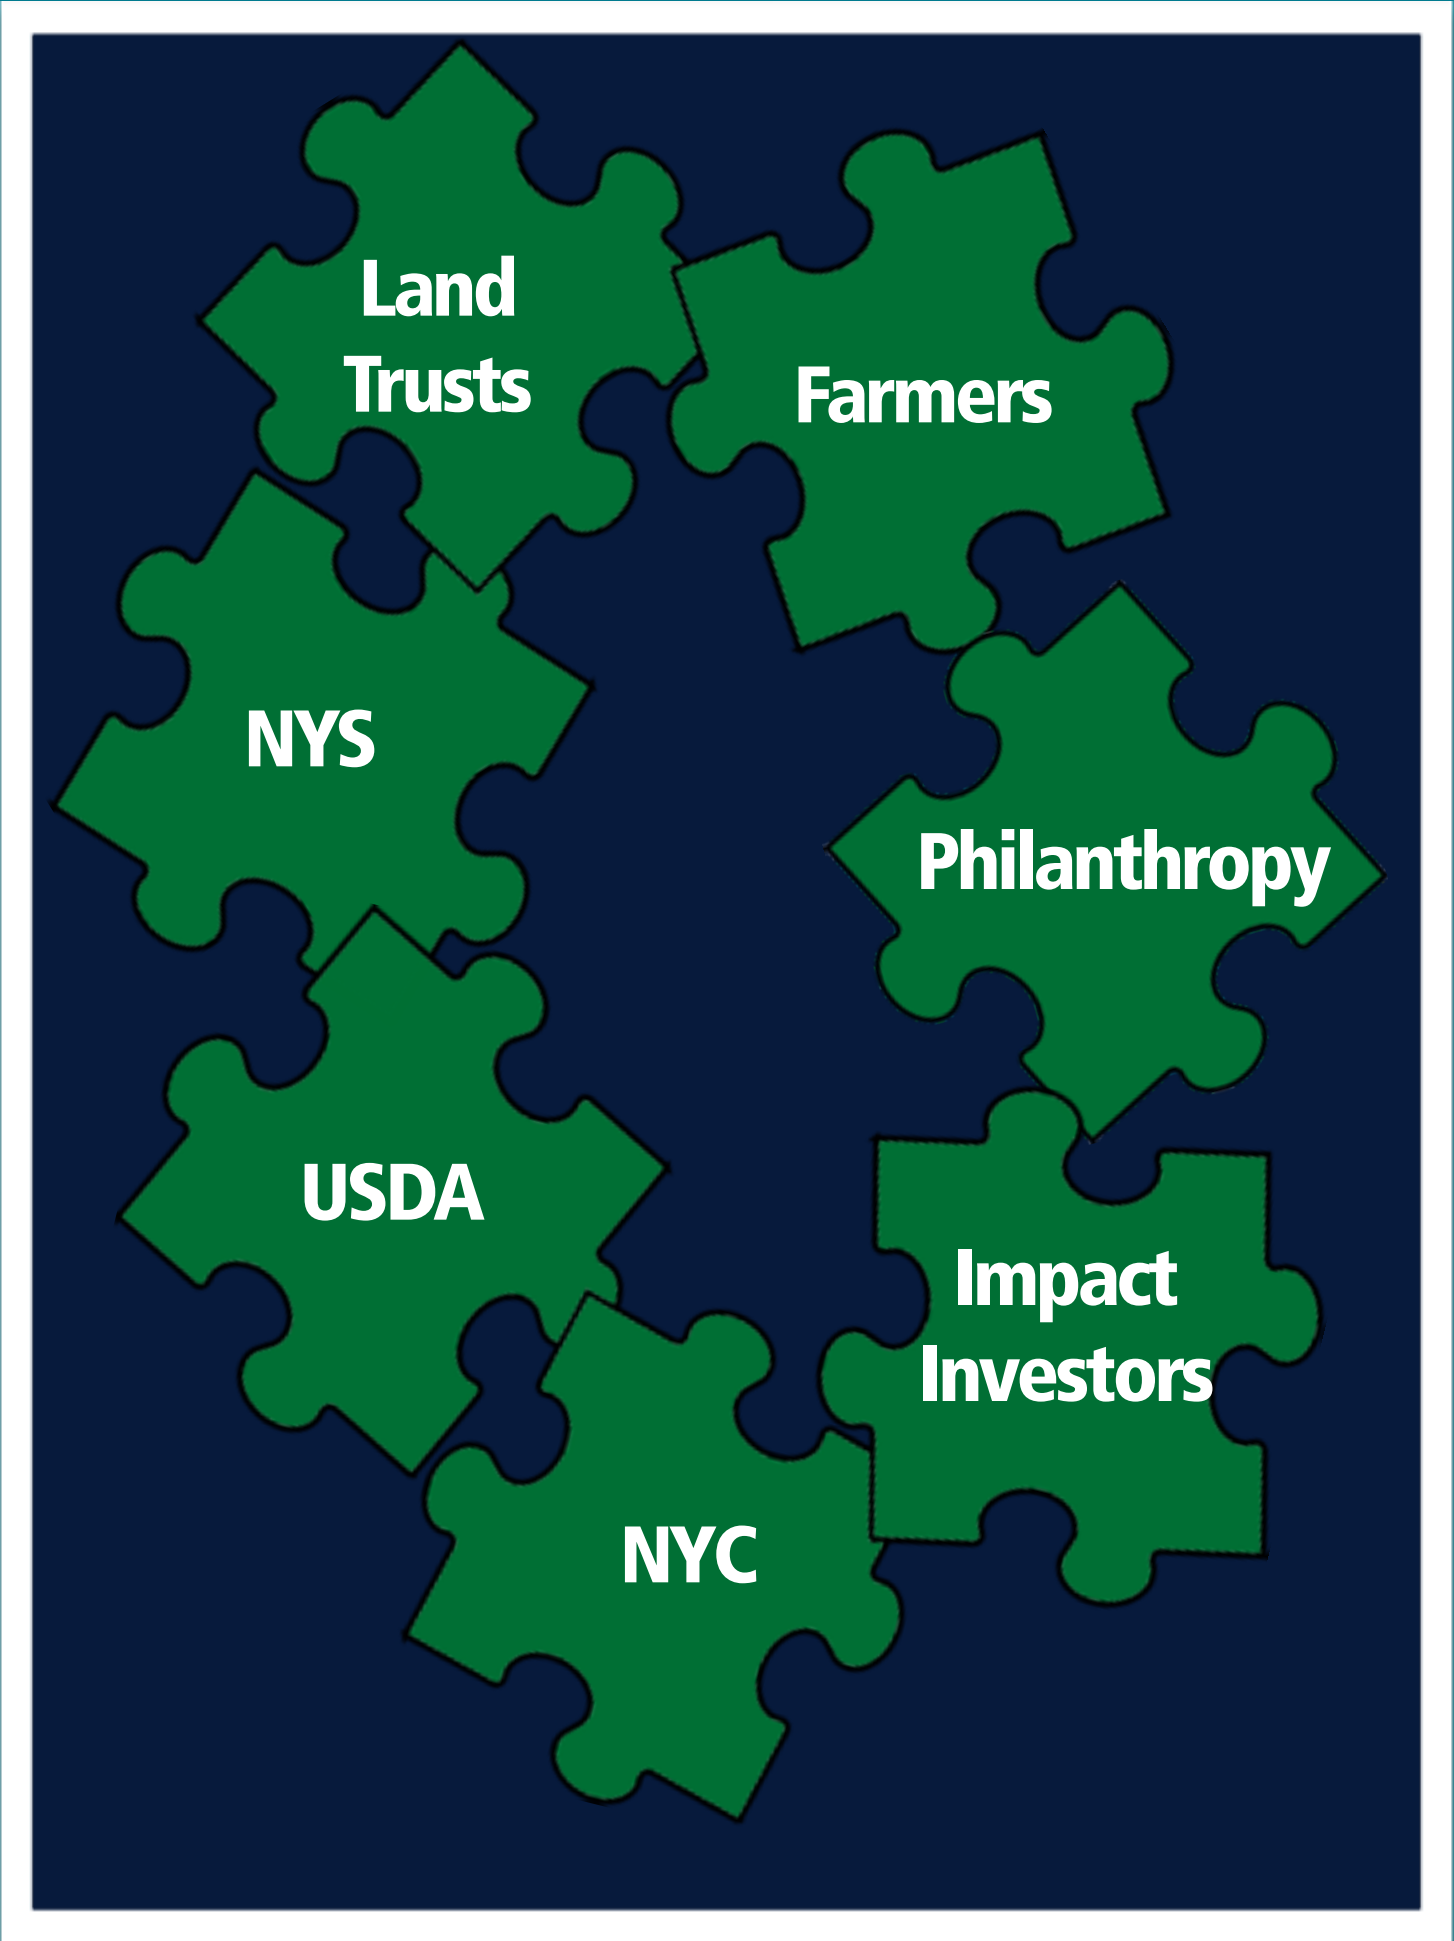 Land
Trusts
Farmers
NYS
Philanthropy
USDA
Impact
Investors
NYC